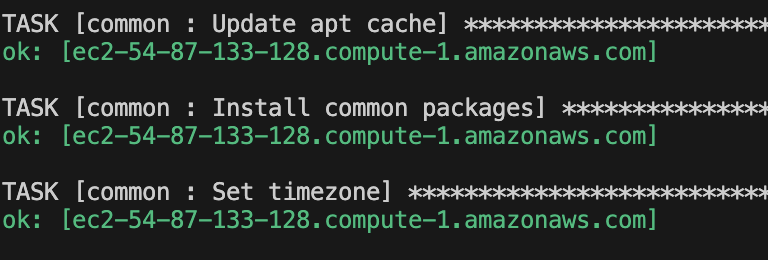 TASK [common : Update apt cache] **********************
ok: [ec2-54-87-133-128.compute-1.amazonaws.com]
TASK [common : Install common packages] ***************
ok: [ec2-54-87-133-128.compute-1.amazonaws.com]
TASK [common : Set timezone] **************************
ok: [ec2-54-87-133-128.compute-1.amazonaws.com]